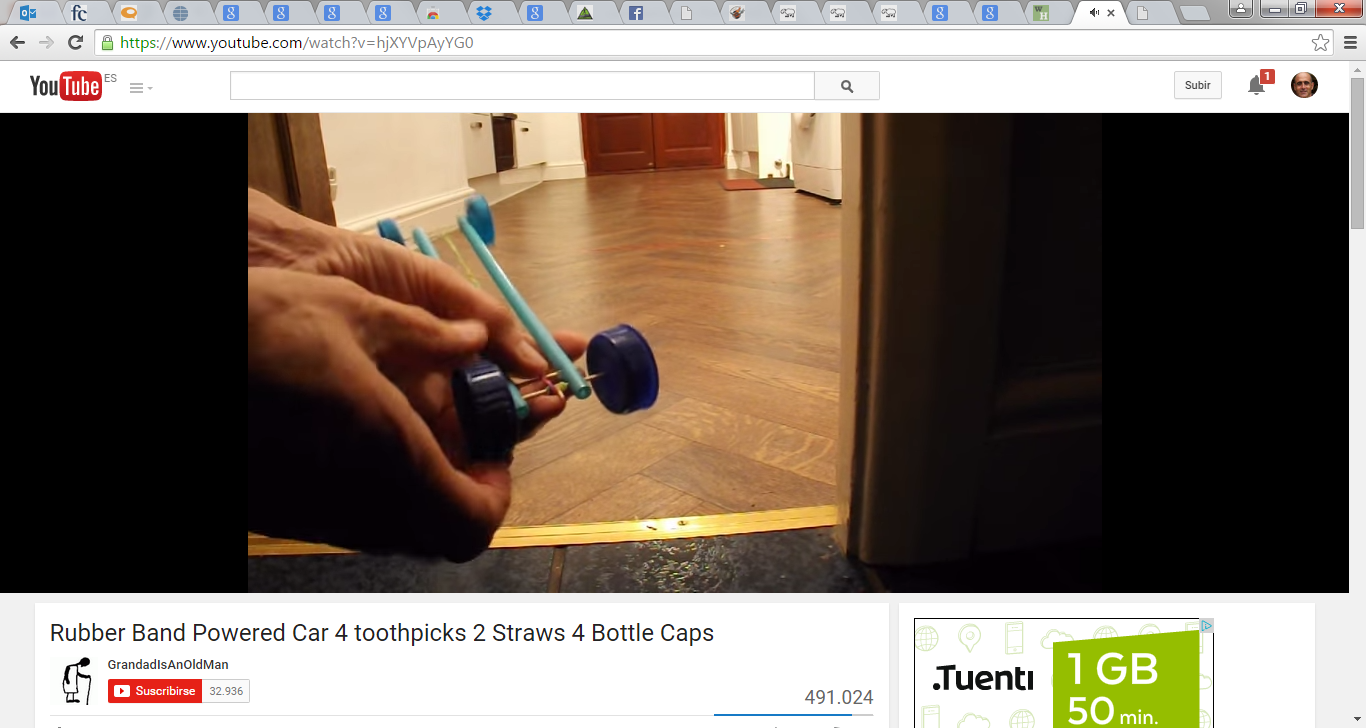 https://www.youtube.com/watch?v=hjXYVpAyYG0
YouTube ES
Subir
1
Rubber Band Powered Car 4 toothpicks 2 Straws 4 Bottle Caps
GrandadIsAnOldMan
Suscribirse 32.936
491.024
.Tuenti
1 GB
50 min.